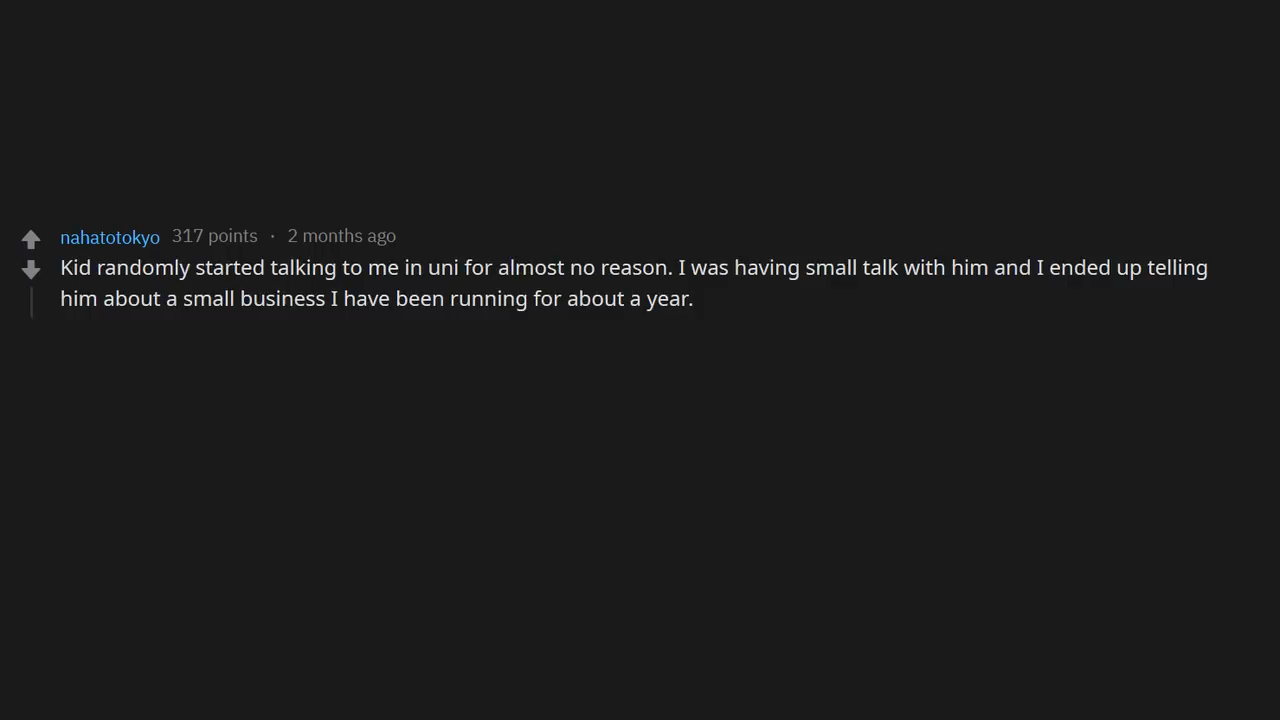 nahatotokyo 317 points · 2 months ago
Kid randomly started talking to me in uni for almost no reason. I was having small talk with him and I ended up telling
him about a small business I have been running for about a year.